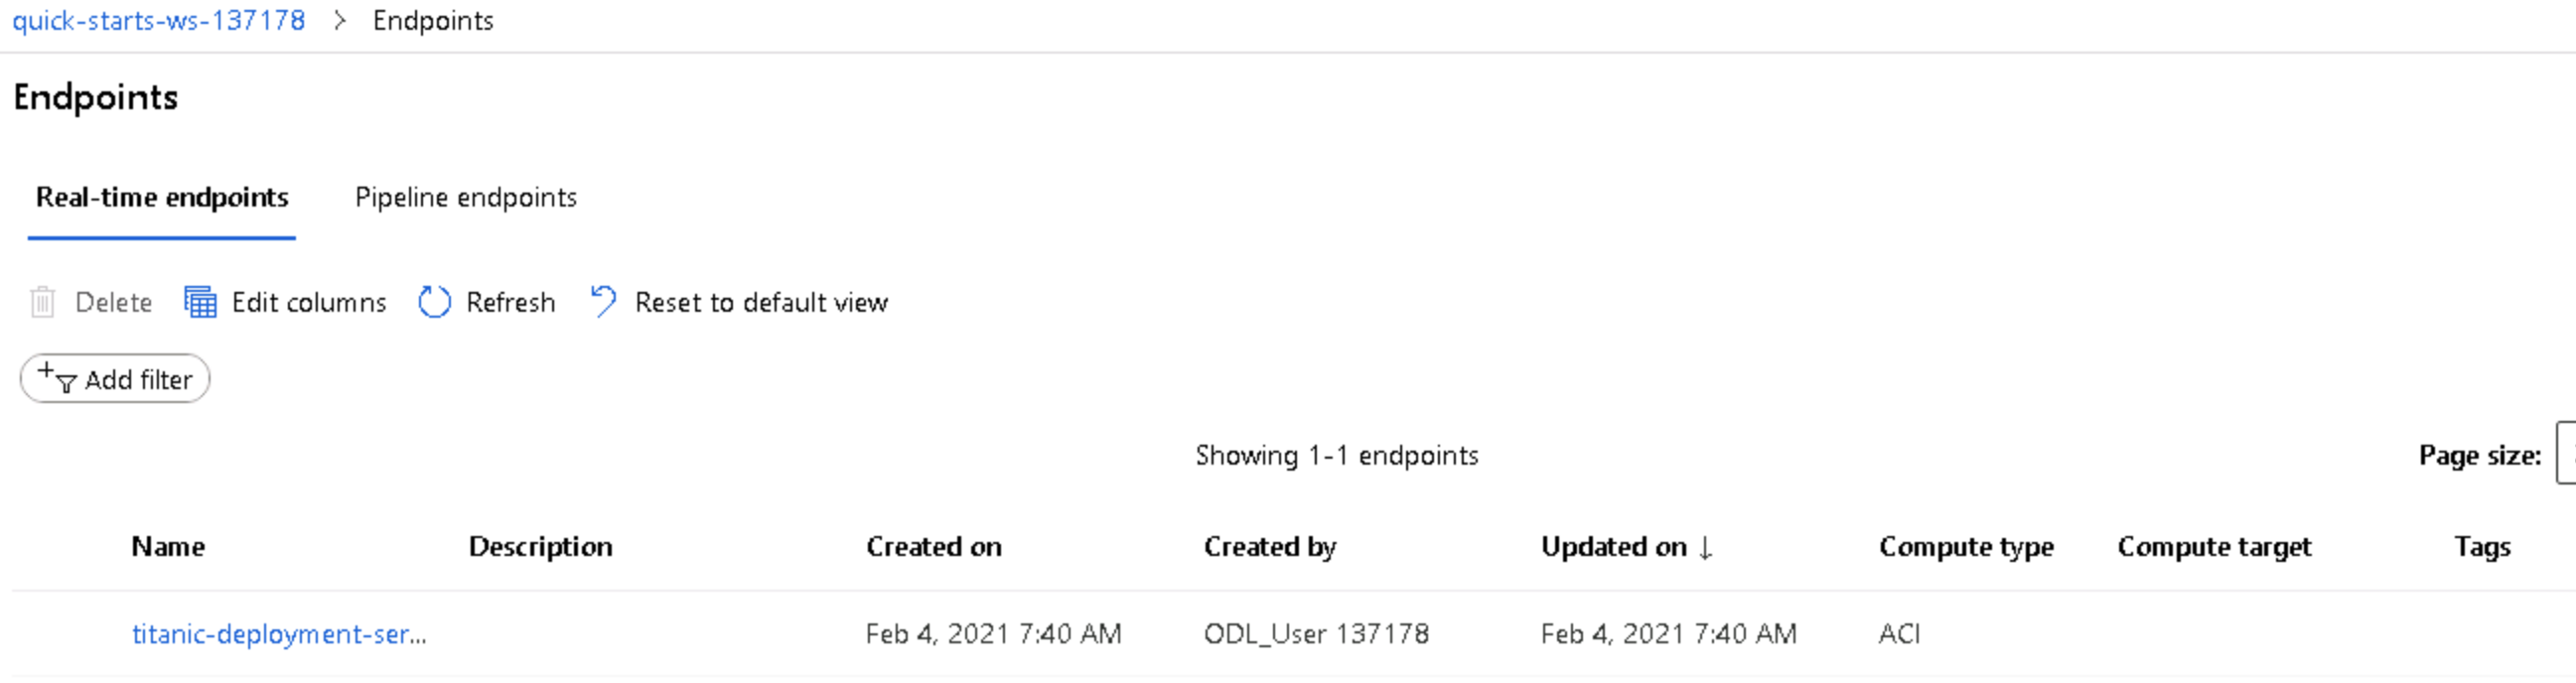 quick-starts-ws-137178 > Endpoints
Endpoints
Real-time endpoints Pipeline endpoints
Delete Edit columns Refresh Reset to default view
Add filter
Showing 1-1 endpoints Page size:
Name Description Created on Created by Updated on ↓ Compute type Compute target Tags
titanic-deployment-ser... Feb 4, 2021 7:40 AM ODL_User 137178 Feb 4, 2021 7:40 AM ACI